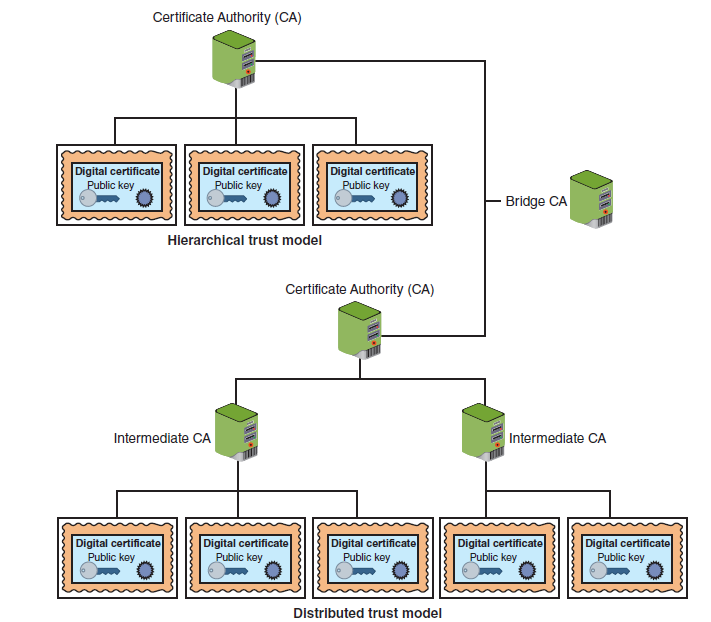 Certificate Authority (CA)
Digital certificate
Public key
Digital certificate
Public key
Digital certificate
Public key
Hierarchical trust model
Bridge CA
Certificate Authority (CA)
Intermediate CA
Intermediate CA
Digital certificate
Public key
Digital certificate
Public key
Digital certificate
Public key
Digital certificate
Public key
Digital certificate
Public key
Distributed trust model